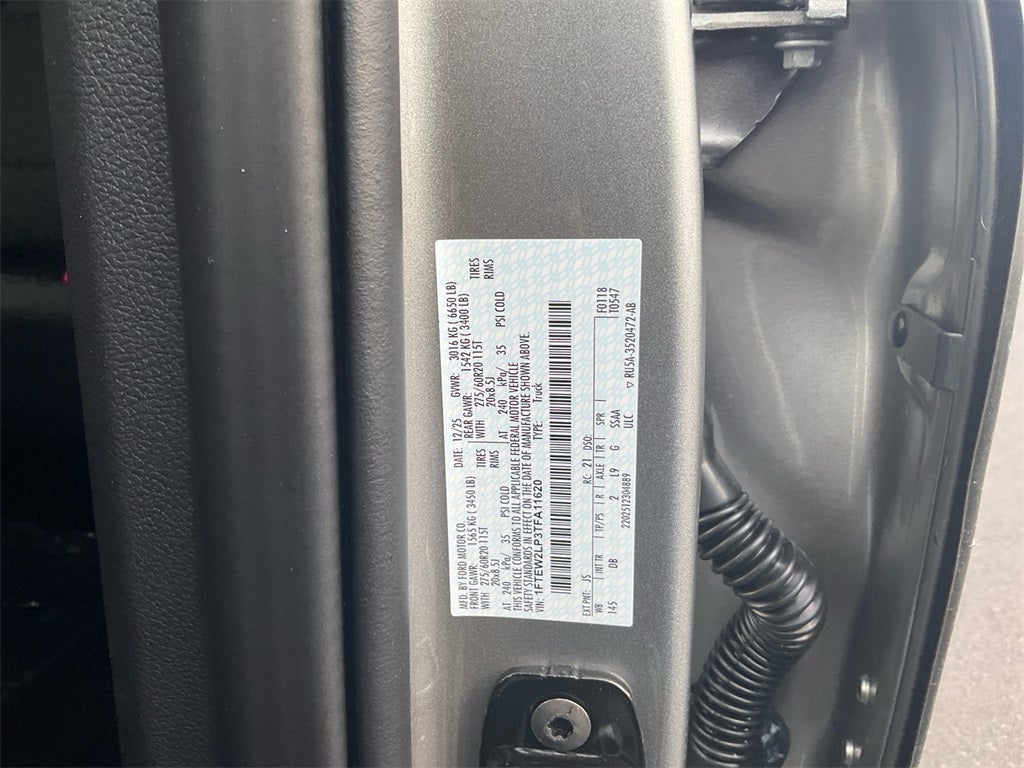 MFD. BY FORD MOTOR CO. DATE: 12/25 GVWR: 3016 KG ( 6650 LB)
FRONT GAWR: 1565 KG ( 3450 LB) REAR GAWR: 1542 KG ( 3400 LB)
WITH 275/60R20 115T TIRES WITH 275/60R20 115T TIRES
20x8.5J RIMS 20x8.5J RIMS
AT 240 kPa/ 35 PSI COLD AT 240 kPa/ 35 PSI COLD
THIS VEHICLE CONFORMS TO ALL APPLICABLE FEDERAL MOTOR VEHICLE
SAFETY STANDARDS IN EFFECT ON THE DATE OF MANUFACTURE SHOWN ABOVE.
VIN: 1FTEW2LP3TFA11620 TYPE: Truck
F0118
EXT PNT: JS RC: 21 DSO: T0547
WB INT TR TP/PS R AXLE TR SPR
145 DB 2 L9 G SSAA
2202512304889 ULC ▽ RU5A-3520472-AB